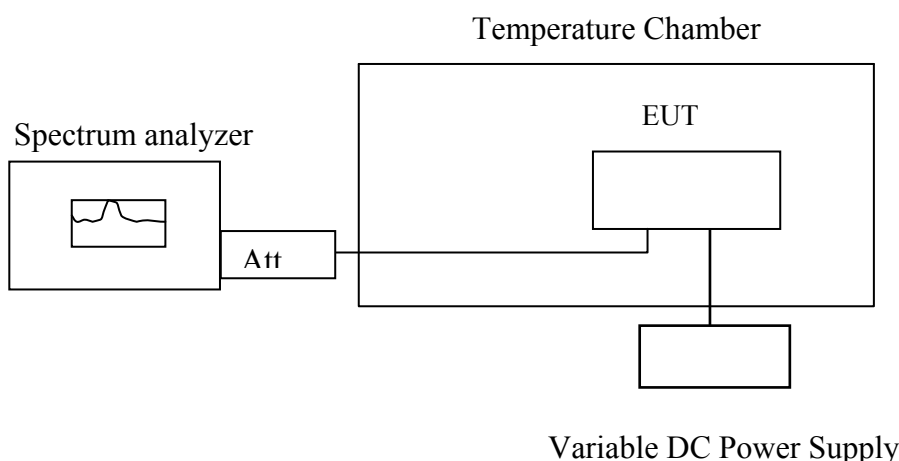 Temperature Chamber
EUT
Spectrum analyzer
Att
Variable DC Power Supply